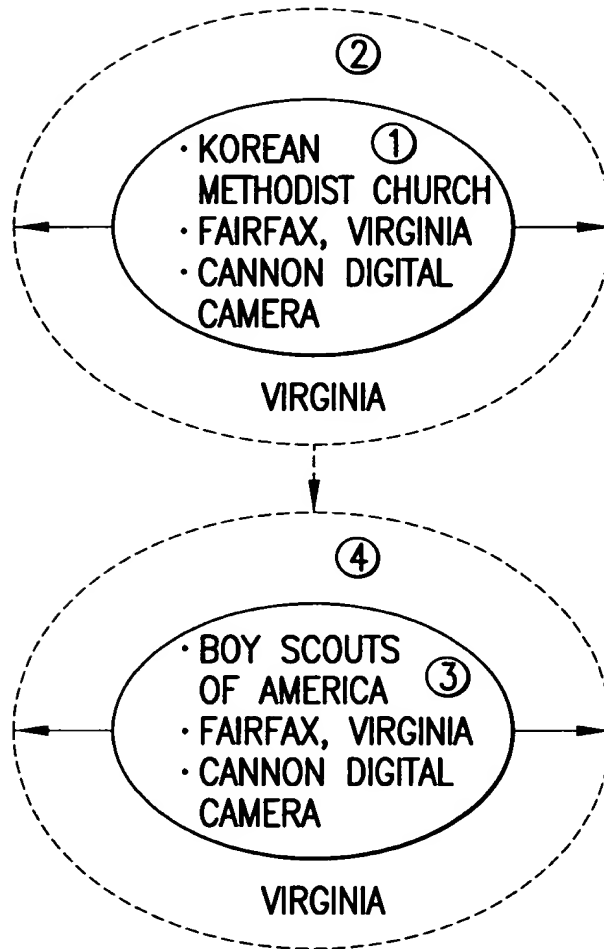 ②
· KOREAN ①
METHODIST CHURCH
· FAIRFAX, VIRGINIA
· CANNON DIGITAL
CAMERA
VIRGINIA
④
· BOY SCOUTS
OF AMERICA ③
· FAIRFAX, VIRGINIA
· CANNON DIGITAL
CAMERA
VIRGINIA